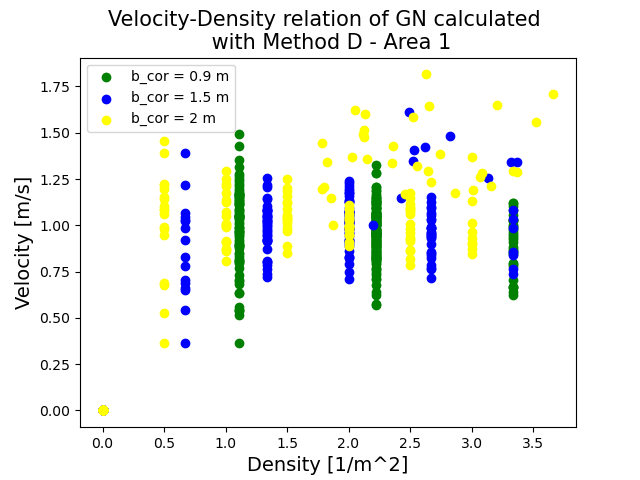 Velocity-Density relation of GN calculated
with Method D - Area 1
b_cor = 0.9 m
b_cor = 1.5 m
b_cor = 2 m
Velocity [m/s]
1.75
1.50
1.25
1.00
0.75
0.50
0.25
0.00
0.0 0.5 1.0 1.5 2.0 2.5 3.0 3.5
Density [1/m^2]